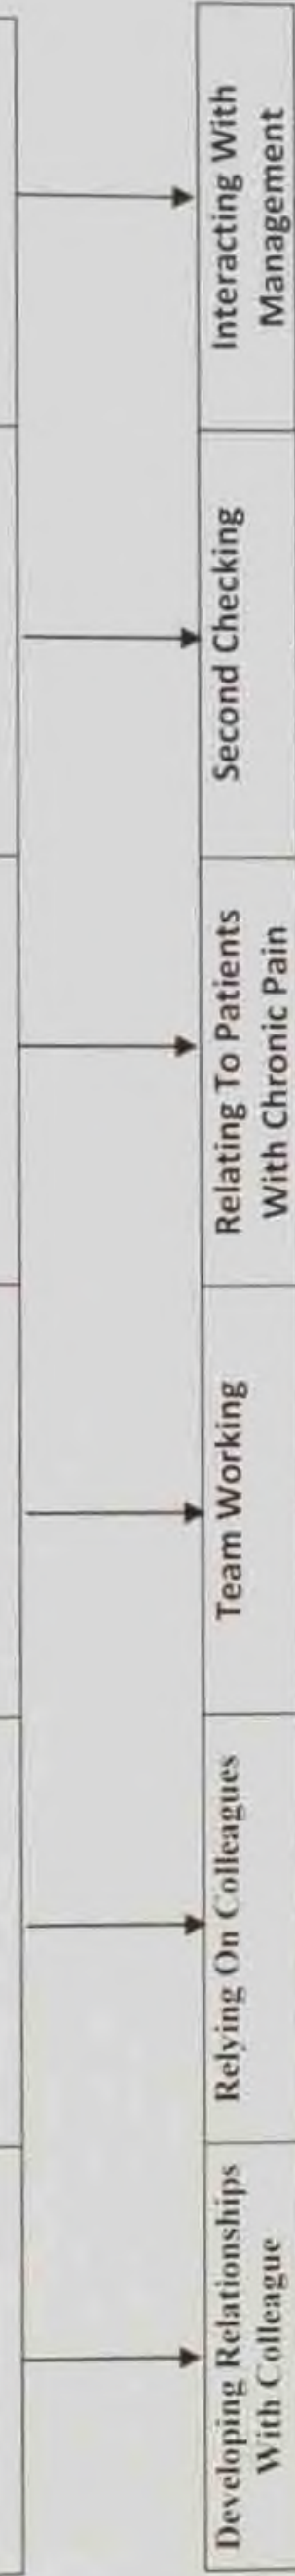 Developing Relationships
With Colleague
Relying On Colleagues
Team Working
Relating To Patients
With Chronic Pain
Second Checking
Interacting With
Management